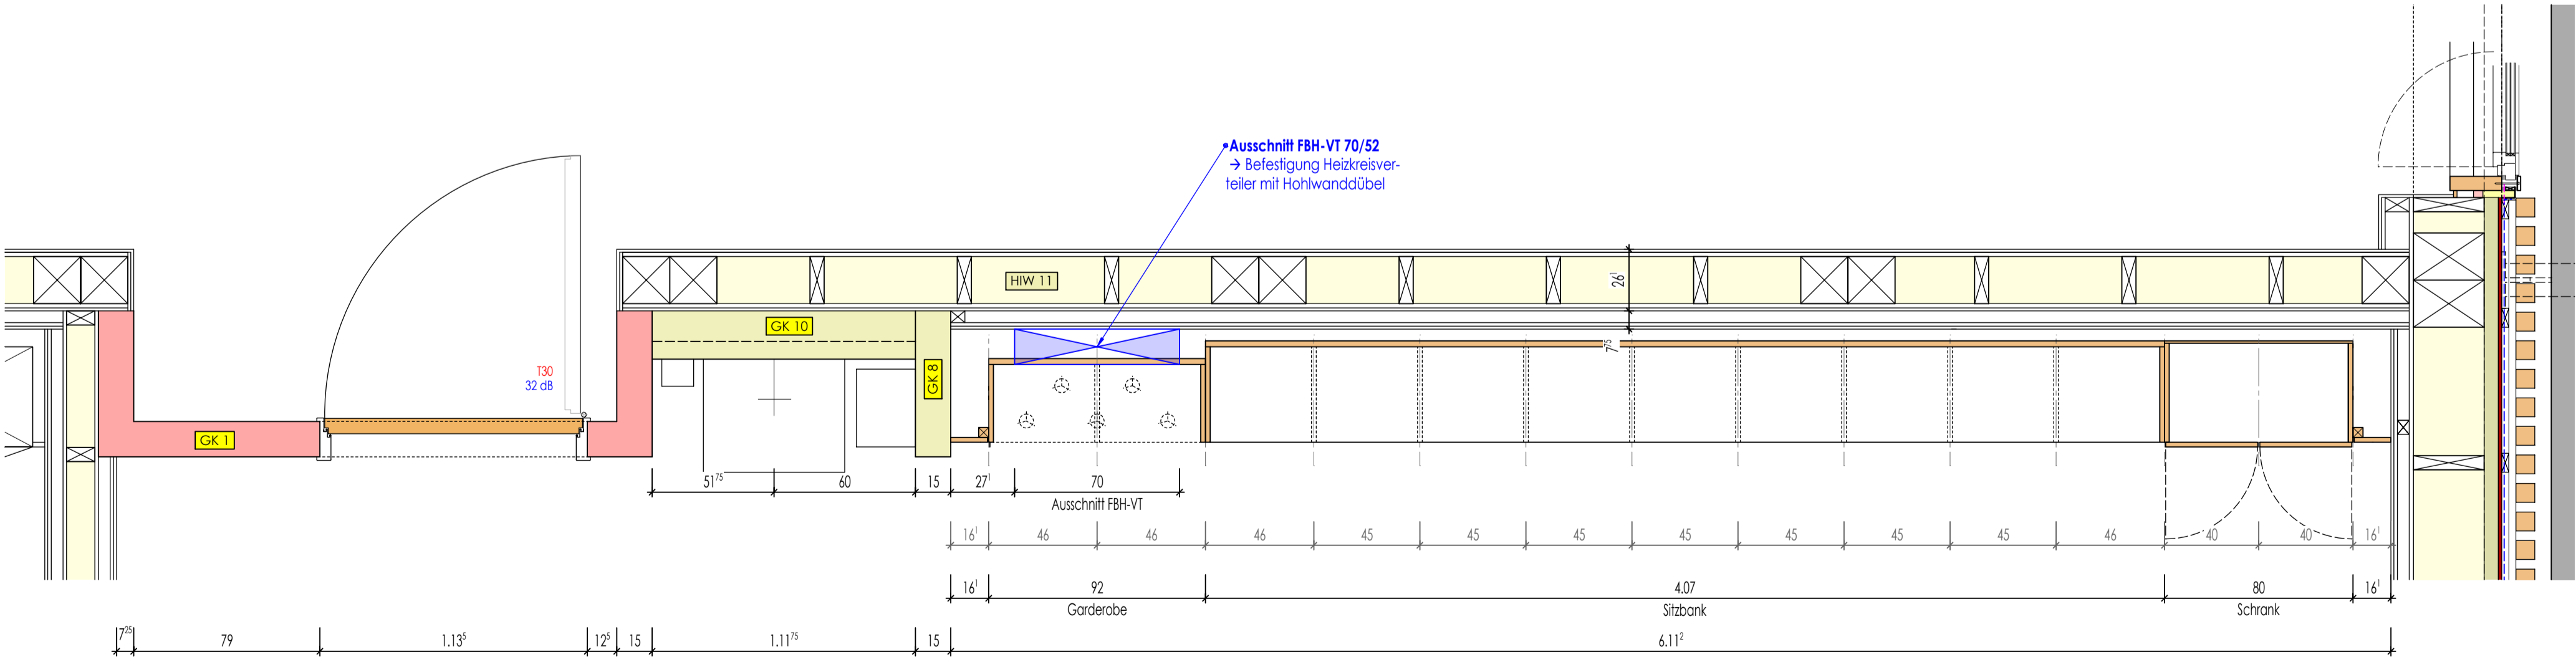 Ausschnitt FBH-VT 70/52
→ Befestigung Heizkreisver-
teiler mit Hohlwanddübel
HIW 11
26¹
GK 10
7⁷⁵
GK 8
T30
32 dB
GK 1
51⁷⁵ 60 15 27¹ 70
Ausschnitt FBH-VT
16¹ 46 46 46 45 45 45 45 45 45 45 46 40 40 16¹
16¹ 92 4.07 80 16¹
Garderobe Sitzbank Schrank
7²⁵ 79 1.13⁵ 12⁵ 15 1.11⁷⁵ 15 6.11²